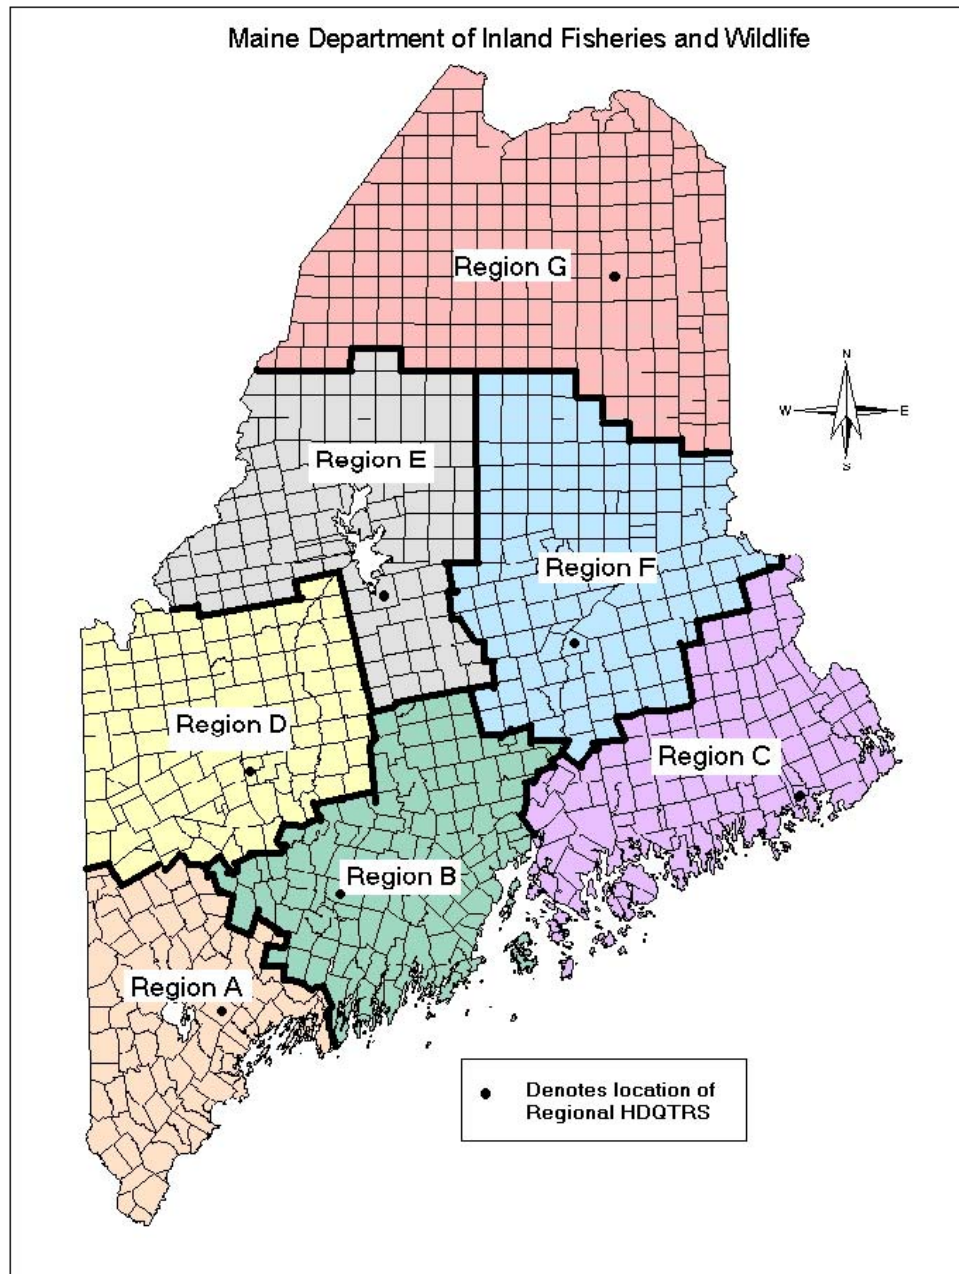 Maine Department of Inland Fisheries and Wildlife
Region G
N
W
E
S
Region E
Region F
Region D
Region C
Region B
Region A
Denotes location of
Regional HDQTRS